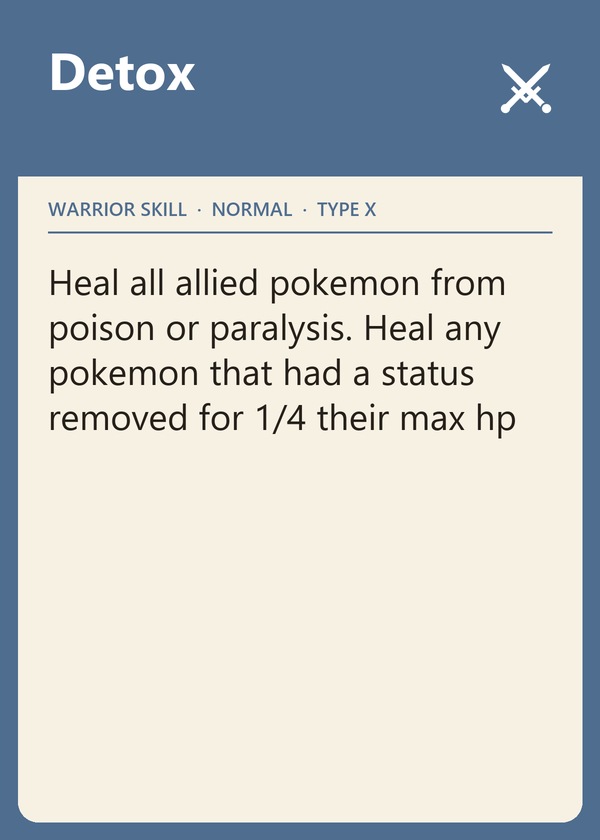 Detox
WARRIOR SKILL · NORMAL · TYPE X
Heal all allied pokemon from
poison or paralysis. Heal any
pokemon that had a status
removed for 1/4 their max hp